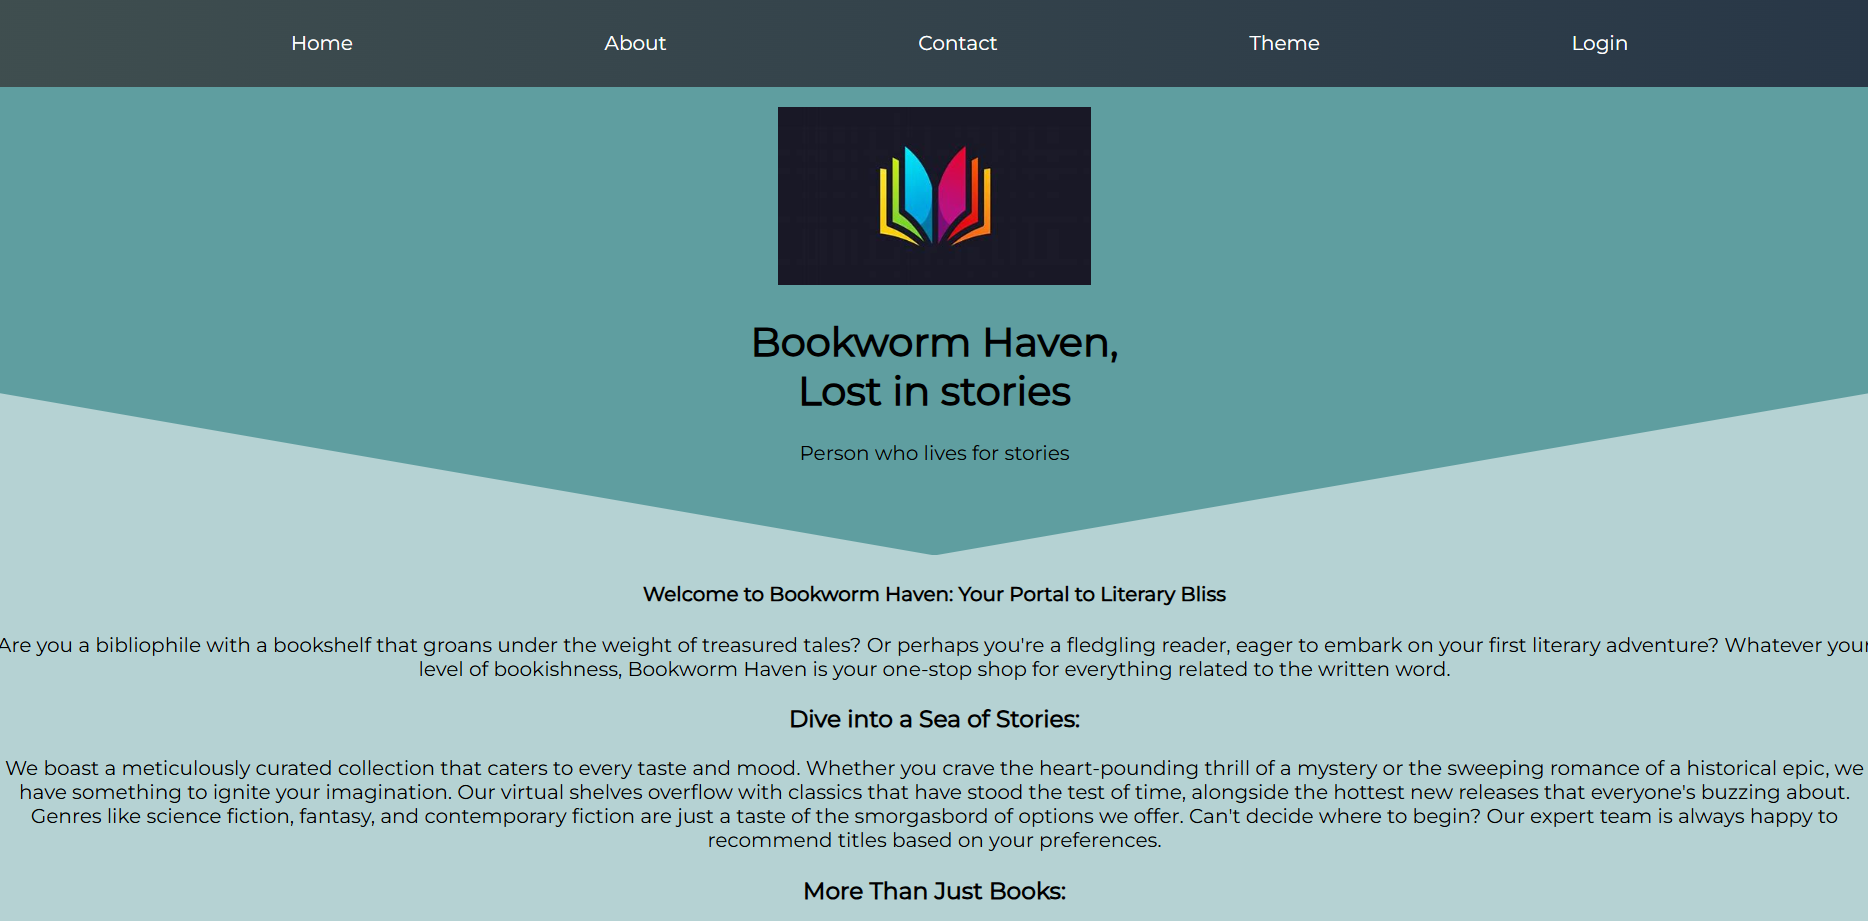 Home About Contact Theme Login
Bookworm Haven,
Lost in stories
Person who lives for stories
Welcome to Bookworm Haven: Your Portal to Literary Bliss
Are you a bibliophile with a bookshelf that groans under the weight of treasured tales? Or perhaps you're a fledgling reader, eager to embark on your first literary adventure? Whatever your
level of bookishness, Bookworm Haven is your one-stop shop for everything related to the written word.
Dive into a Sea of Stories:
We boast a meticulously curated collection that caters to every taste and mood. Whether you crave the heart-pounding thrill of a mystery or the sweeping romance of a historical epic, we
have something to ignite your imagination. Our virtual shelves overflow with classics that have stood the test of time, alongside the hottest new releases that everyone's buzzing about.
Genres like science fiction, fantasy, and contemporary fiction are just a taste of the smorgasbord of options we offer. Can't decide where to begin? Our expert team is always happy to
recommend titles based on your preferences.
More Than Just Books: